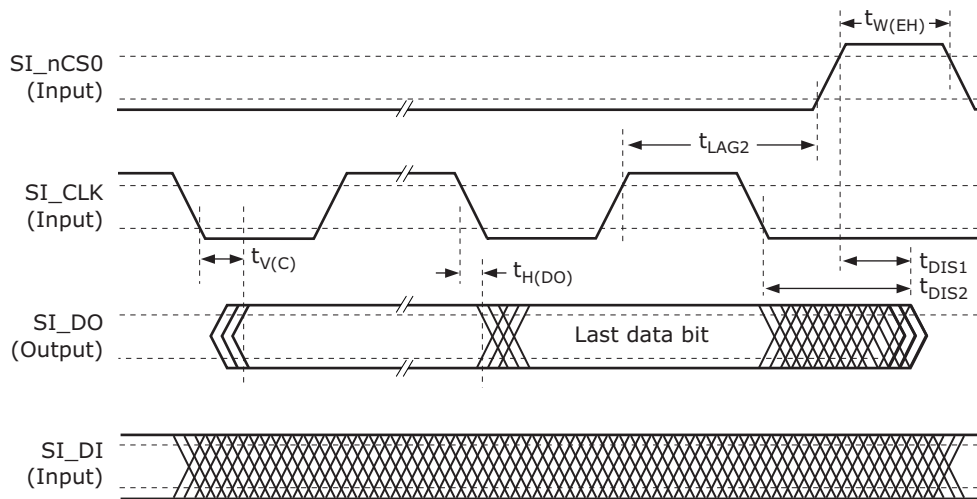 tW(EH)
SI_nCS0
(Input)
tLAG2
SI_CLK
(Input)
tV(C)
tH(DO)
tDIS1
tDIS2
SI_DO
(Output)
Last data bit
SI_DI
(Input)